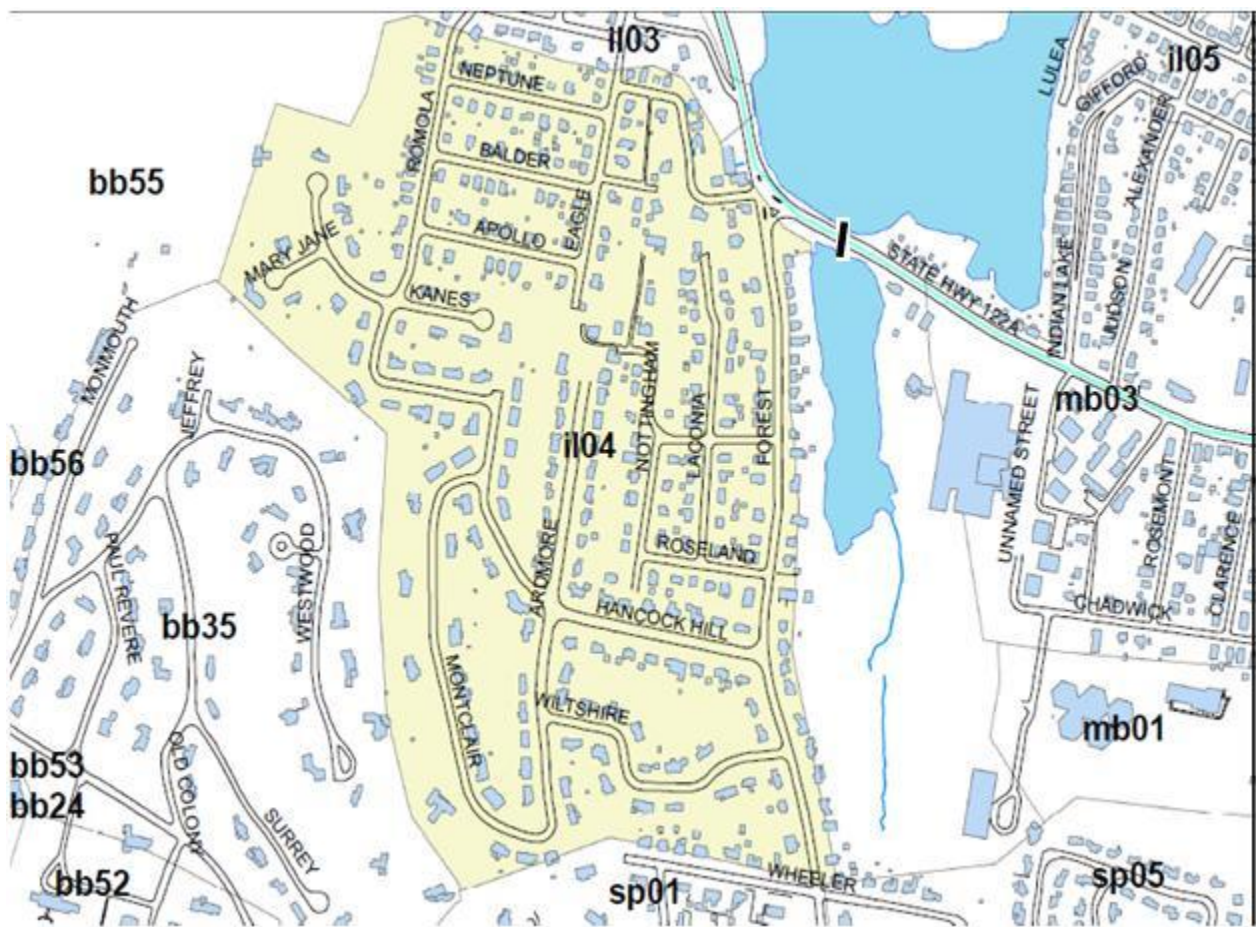 il03
il05
LULEA
GIFFORD
NEPTUNE
ALEXANDER
ROMOLA
BALDER
bb55
EAGLE
APOLLO
MARY JANE
STATE HWY 122A
INDIAN LAKE
JUDSON
KANES
MONMOUTH
JEFFREY
NOTTINGHAM
LACONIA
FOREST
UNNAMED STREET
mb03
il04
bb56
ROSEMONT
CLARENCE
WESTWOOD
ARDMORE
ROSELAND
PAUL REVERE
bb35
HANCOCK HILL
CHADWICK
MONTCLAIR
WILTSHIRE
mb01
bb53
OLD COLONY
bb24
SURREY
bb52
sp01
WHEELER
sp05